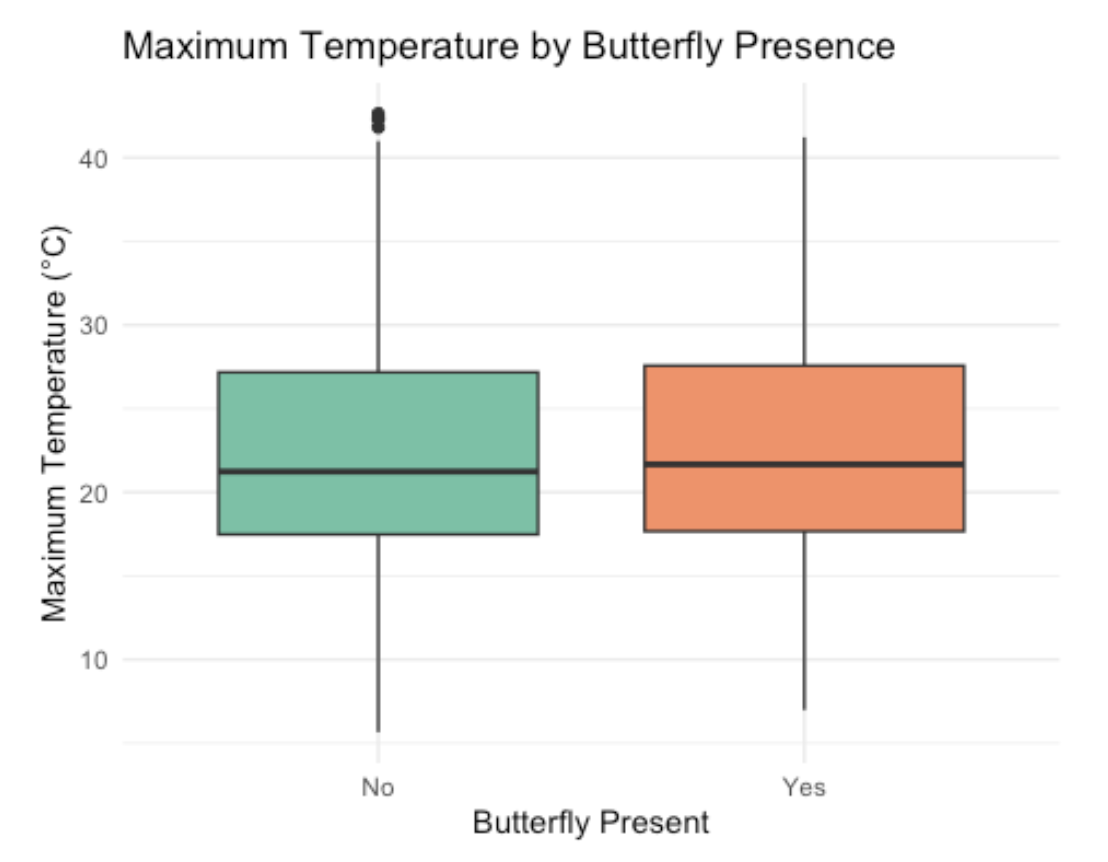 Maximum Temperature by Butterfly Presence
Maximum Temperature (°C)
40
30
20
10
No Yes
Butterfly Present